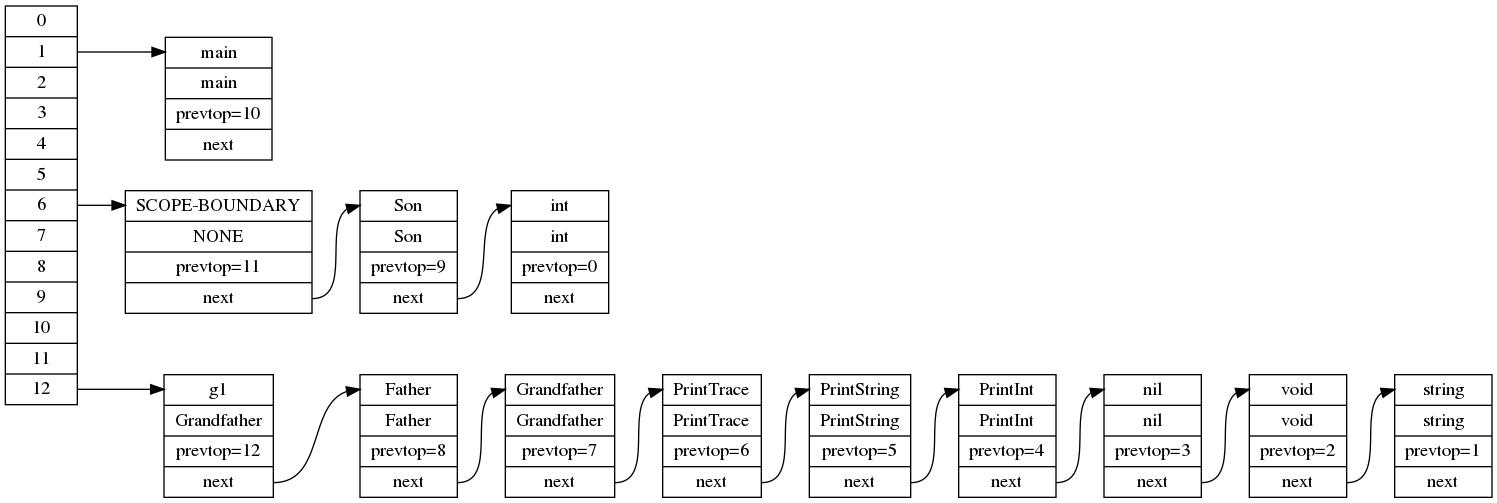 0
1
2
3
4
5
6
7
8
9
10
11
12
main
main
prevtop=10
next
SCOPE-BOUNDARY
NONE
prevtop=11
next
Son
Son
prevtop=9
next
int
int
prevtop=0
next
g1
Grandfather
prevtop=12
next
Father
Father
prevtop=8
next
Grandfather
Grandfather
prevtop=7
next
PrintTrace
PrintTrace
prevtop=6
next
PrintString
PrintString
prevtop=5
next
PrintInt
PrintInt
prevtop=4
next
nil
nil
prevtop=3
next
void
void
prevtop=2
next
string
string
prevtop=1
next